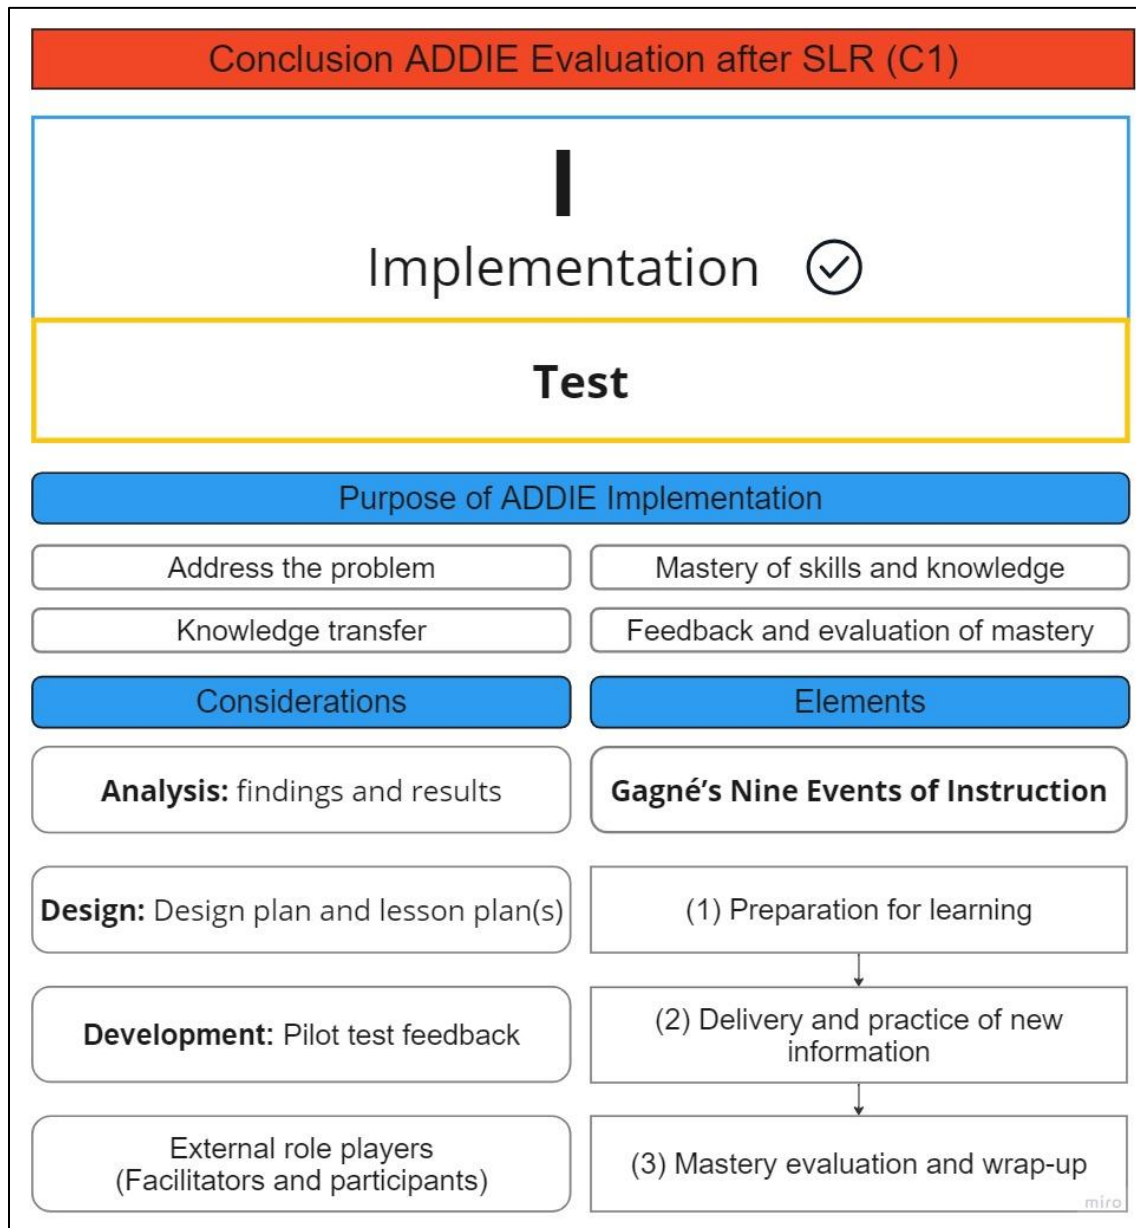 Conclusion ADDIE Evaluation after SLR (C1)
I
Implementation
Test
Purpose of ADDIE Implementation
Address the problem
Mastery of skills and knowledge
Knowledge transfer
Feedback and evaluation of mastery
Considerations
Elements
Analysis: findings and results
Gagné’s Nine Events of Instruction
Design: Design plan and lesson plan(s)
(1) Preparation for learning
Development: Pilot test feedback
(2) Delivery and practice of new
information
External role players
(Facilitators and participants)
(3) Mastery evaluation and wrap-up
miro